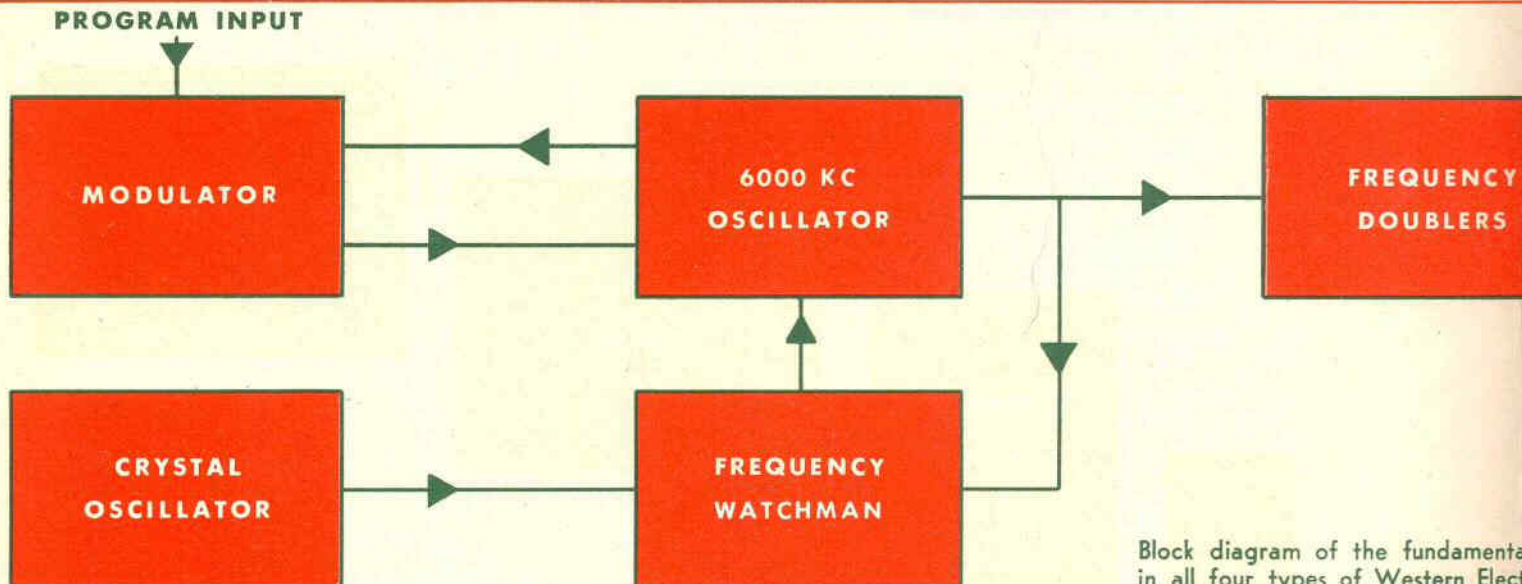 PROGRAM INPUT
MODULATOR
6000 KC
OSCILLATOR
FREQUENCY
DOUBLERS
CRYSTAL
OSCILLATOR
FREQUENCY
WATCHMAN
Block diagram of the fundamenta
in all four types of Western Elect